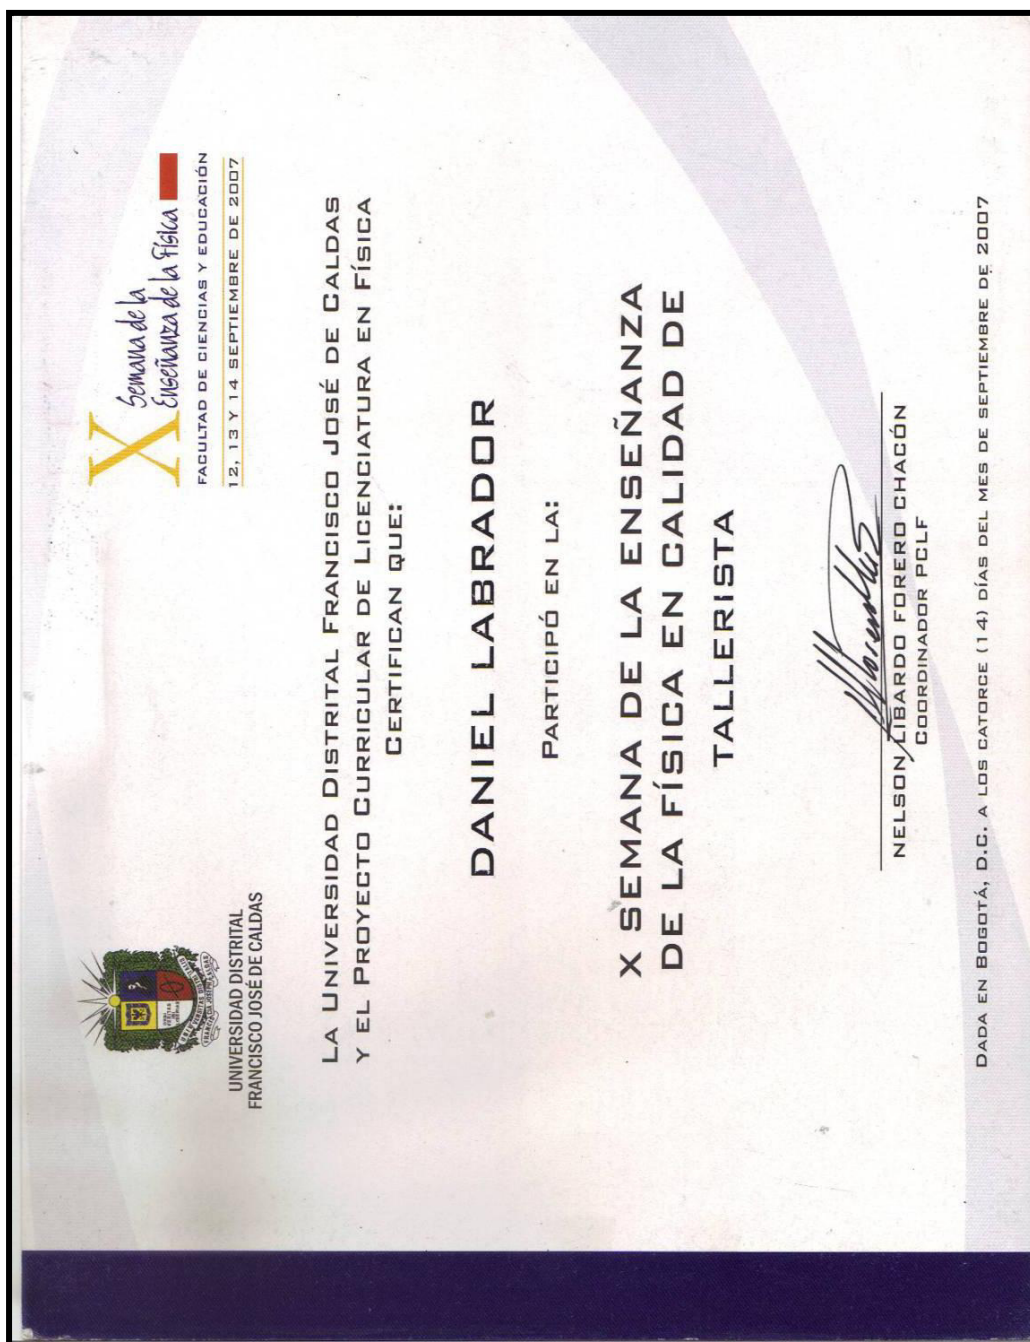 UNIVERSIDAD DISTRITAL
FRANCISCO JOSÉ DE CALDAS
X Semana de la
Enseñanza de la Física
FACULTAD DE CIENCIAS Y EDUCACIÓN
12, 13 Y 14 SEPTIEMBRE DE 2007
LA UNIVERSIDAD DISTRITAL FRANCISCO JOSÉ DE CALDAS
Y EL PROYECTO CURRICULAR DE LICENCIATURA EN FÍSICA
CERTIFICAN QUE:
DANIEL LABRADOR
PARTICIPÓ EN LA:
X SEMANA DE LA ENSEÑANZA
DE LA FÍSICA EN CALIDAD DE
TALLERISTA
NELSON LIBARDO FORERO CHACÓN
COORDINADOR PCLF
DADA EN BOGOTÁ, D.C. A LOS CATORCE (14) DÍAS DEL MES DE SEPTIEMBRE DE 2007